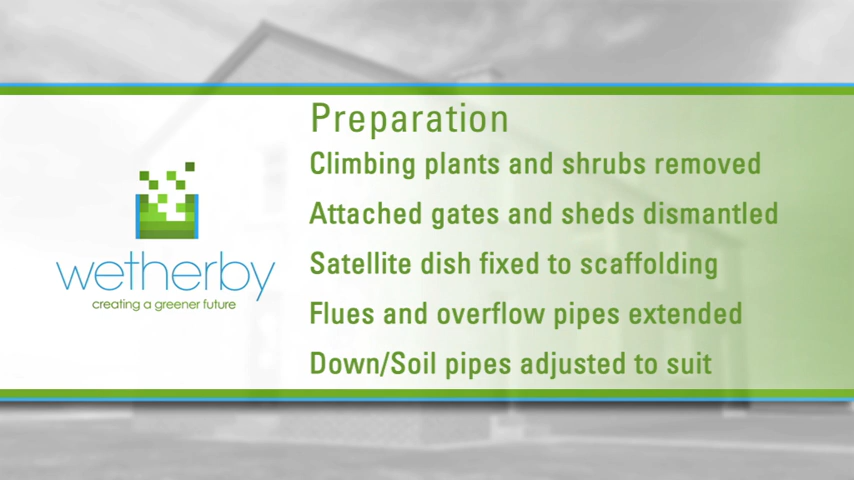 Preparation
Climbing plants and shrubs removed
Attached gates and sheds dismantled
Satellite dish fixed to scaffolding
Flues and overflow pipes extended
Down/Soil pipes adjusted to suit
wetherby
creating a greener future